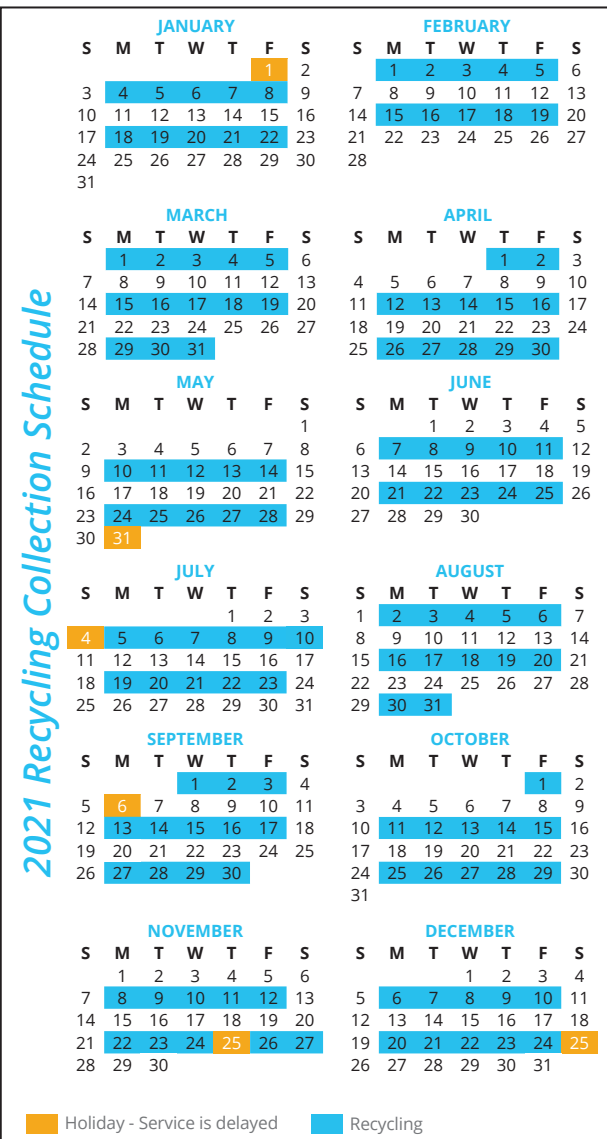 2021 Recycling Collection Schedule
JANUARY
S M T W T F S
1 2
3 4 5 6 7 8 9
10 11 12 13 14 15 16
17 18 19 20 21 22 23
24 25 26 27 28 29 30
31
FEBRUARY
S M T W T F S
1 2 3 4 5 6
7 8 9 10 11 12 13
14 15 16 17 18 19 20
21 22 23 24 25 26 27
28
MARCH
S M T W T F S
1 2 3 4 5 6
7 8 9 10 11 12 13
14 15 16 17 18 19 20
21 22 23 24 25 26 27
28 29 30 31
APRIL
S M T W T F S
1 2 3
4 5 6 7 8 9 10
11 12 13 14 15 16 17
18 19 20 21 22 23 24
25 26 27 28 29 30
MAY
S M T W T F S
1
2 3 4 5 6 7 8
9 10 11 12 13 14 15
16 17 18 19 20 21 22
23 24 25 26 27 28 29
30 31
JUNE
S M T W T F S
1 2 3 4 5
6 7 8 9 10 11 12
13 14 15 16 17 18 19
20 21 22 23 24 25 26
27 28 29 30
JULY
S M T W T F S
1 2 3
4 5 6 7 8 9 10
11 12 13 14 15 16 17
18 19 20 21 22 23 24
25 26 27 28 29 30 31
AUGUST
S M T W T F S
1 2 3 4 5 6 7
8 9 10 11 12 13 14
15 16 17 18 19 20 21
22 23 24 25 26 27 28
29 30 31
SEPTEMBER
S M T W T F S
1 2 3 4
5 6 7 8 9 10 11
12 13 14 15 16 17 18
19 20 21 22 23 24 25
26 27 28 29 30
OCTOBER
S M T W T F S
1 2
3 4 5 6 7 8 9
10 11 12 13 14 15 16
17 18 19 20 21 22 23
24 25 26 27 28 29 30
31
NOVEMBER
S M T W T F S
1 2 3 4 5 6
7 8 9 10 11 12 13
14 15 16 17 18 19 20
21 22 23 24 25 26 27
28 29 30
DECEMBER
S M T W T F S
1 2 3 4
5 6 7 8 9 10 11
12 13 14 15 16 17 18
19 20 21 22 23 24 25
26 27 28 29 30 31
Holiday - Service is delayed
Recycling